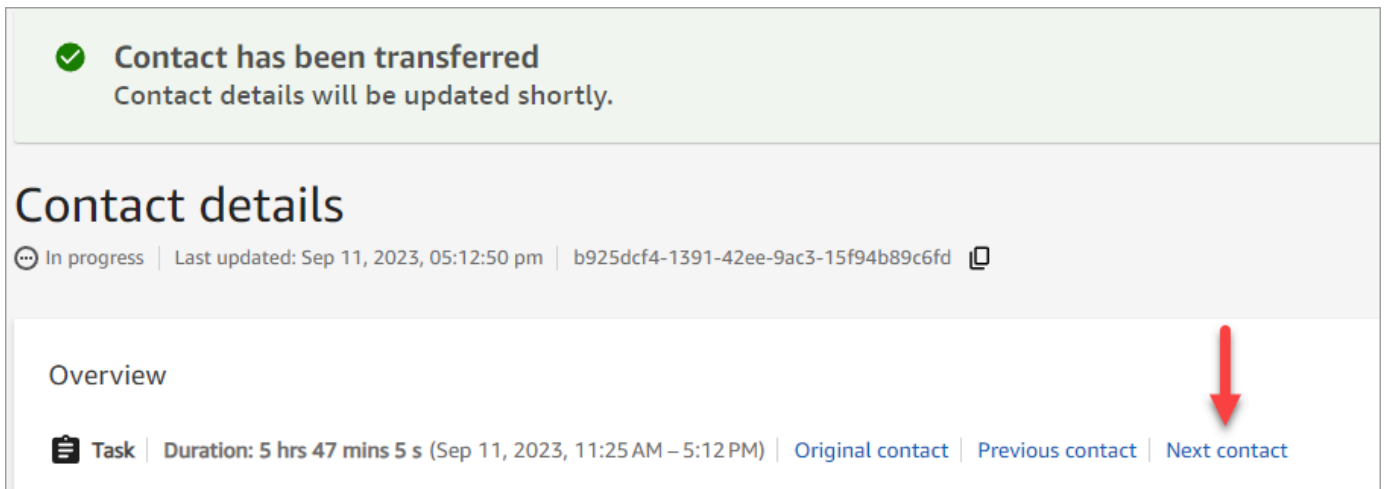 Contact has been transferred
Contact details will be updated shortly.
Contact details
In progress Last updated: Sep 11, 2023, 05:12:50 pm b925dcf4-1391-42ee-9ac3-15f94b89c6fd
Overview
Task Duration: 5 hrs 47 mins 5 s (Sep 11, 2023, 11:25 AM – 5:12 PM) Original contact Previous contact Next contact